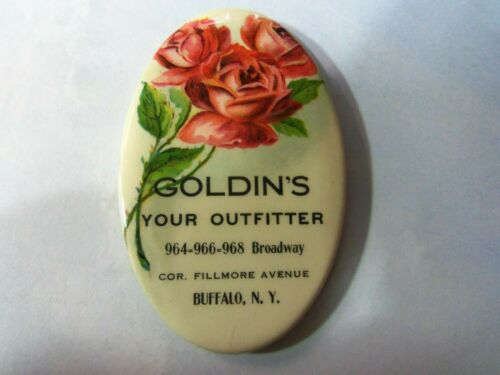 GOLDIN'S
YOUR OUTFITTER
964=966=968 Broadway
COR. FILLMORE AVENUE
BUFFALO, N. Y.